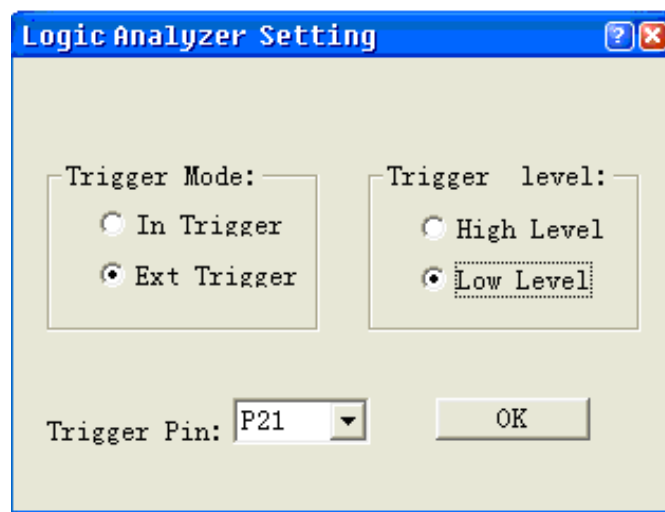 Logic Analyzer Setting
Trigger Mode:
In Trigger
Ext Trigger
Trigger level:
High Level
Low Level
Trigger Pin: P21
OK